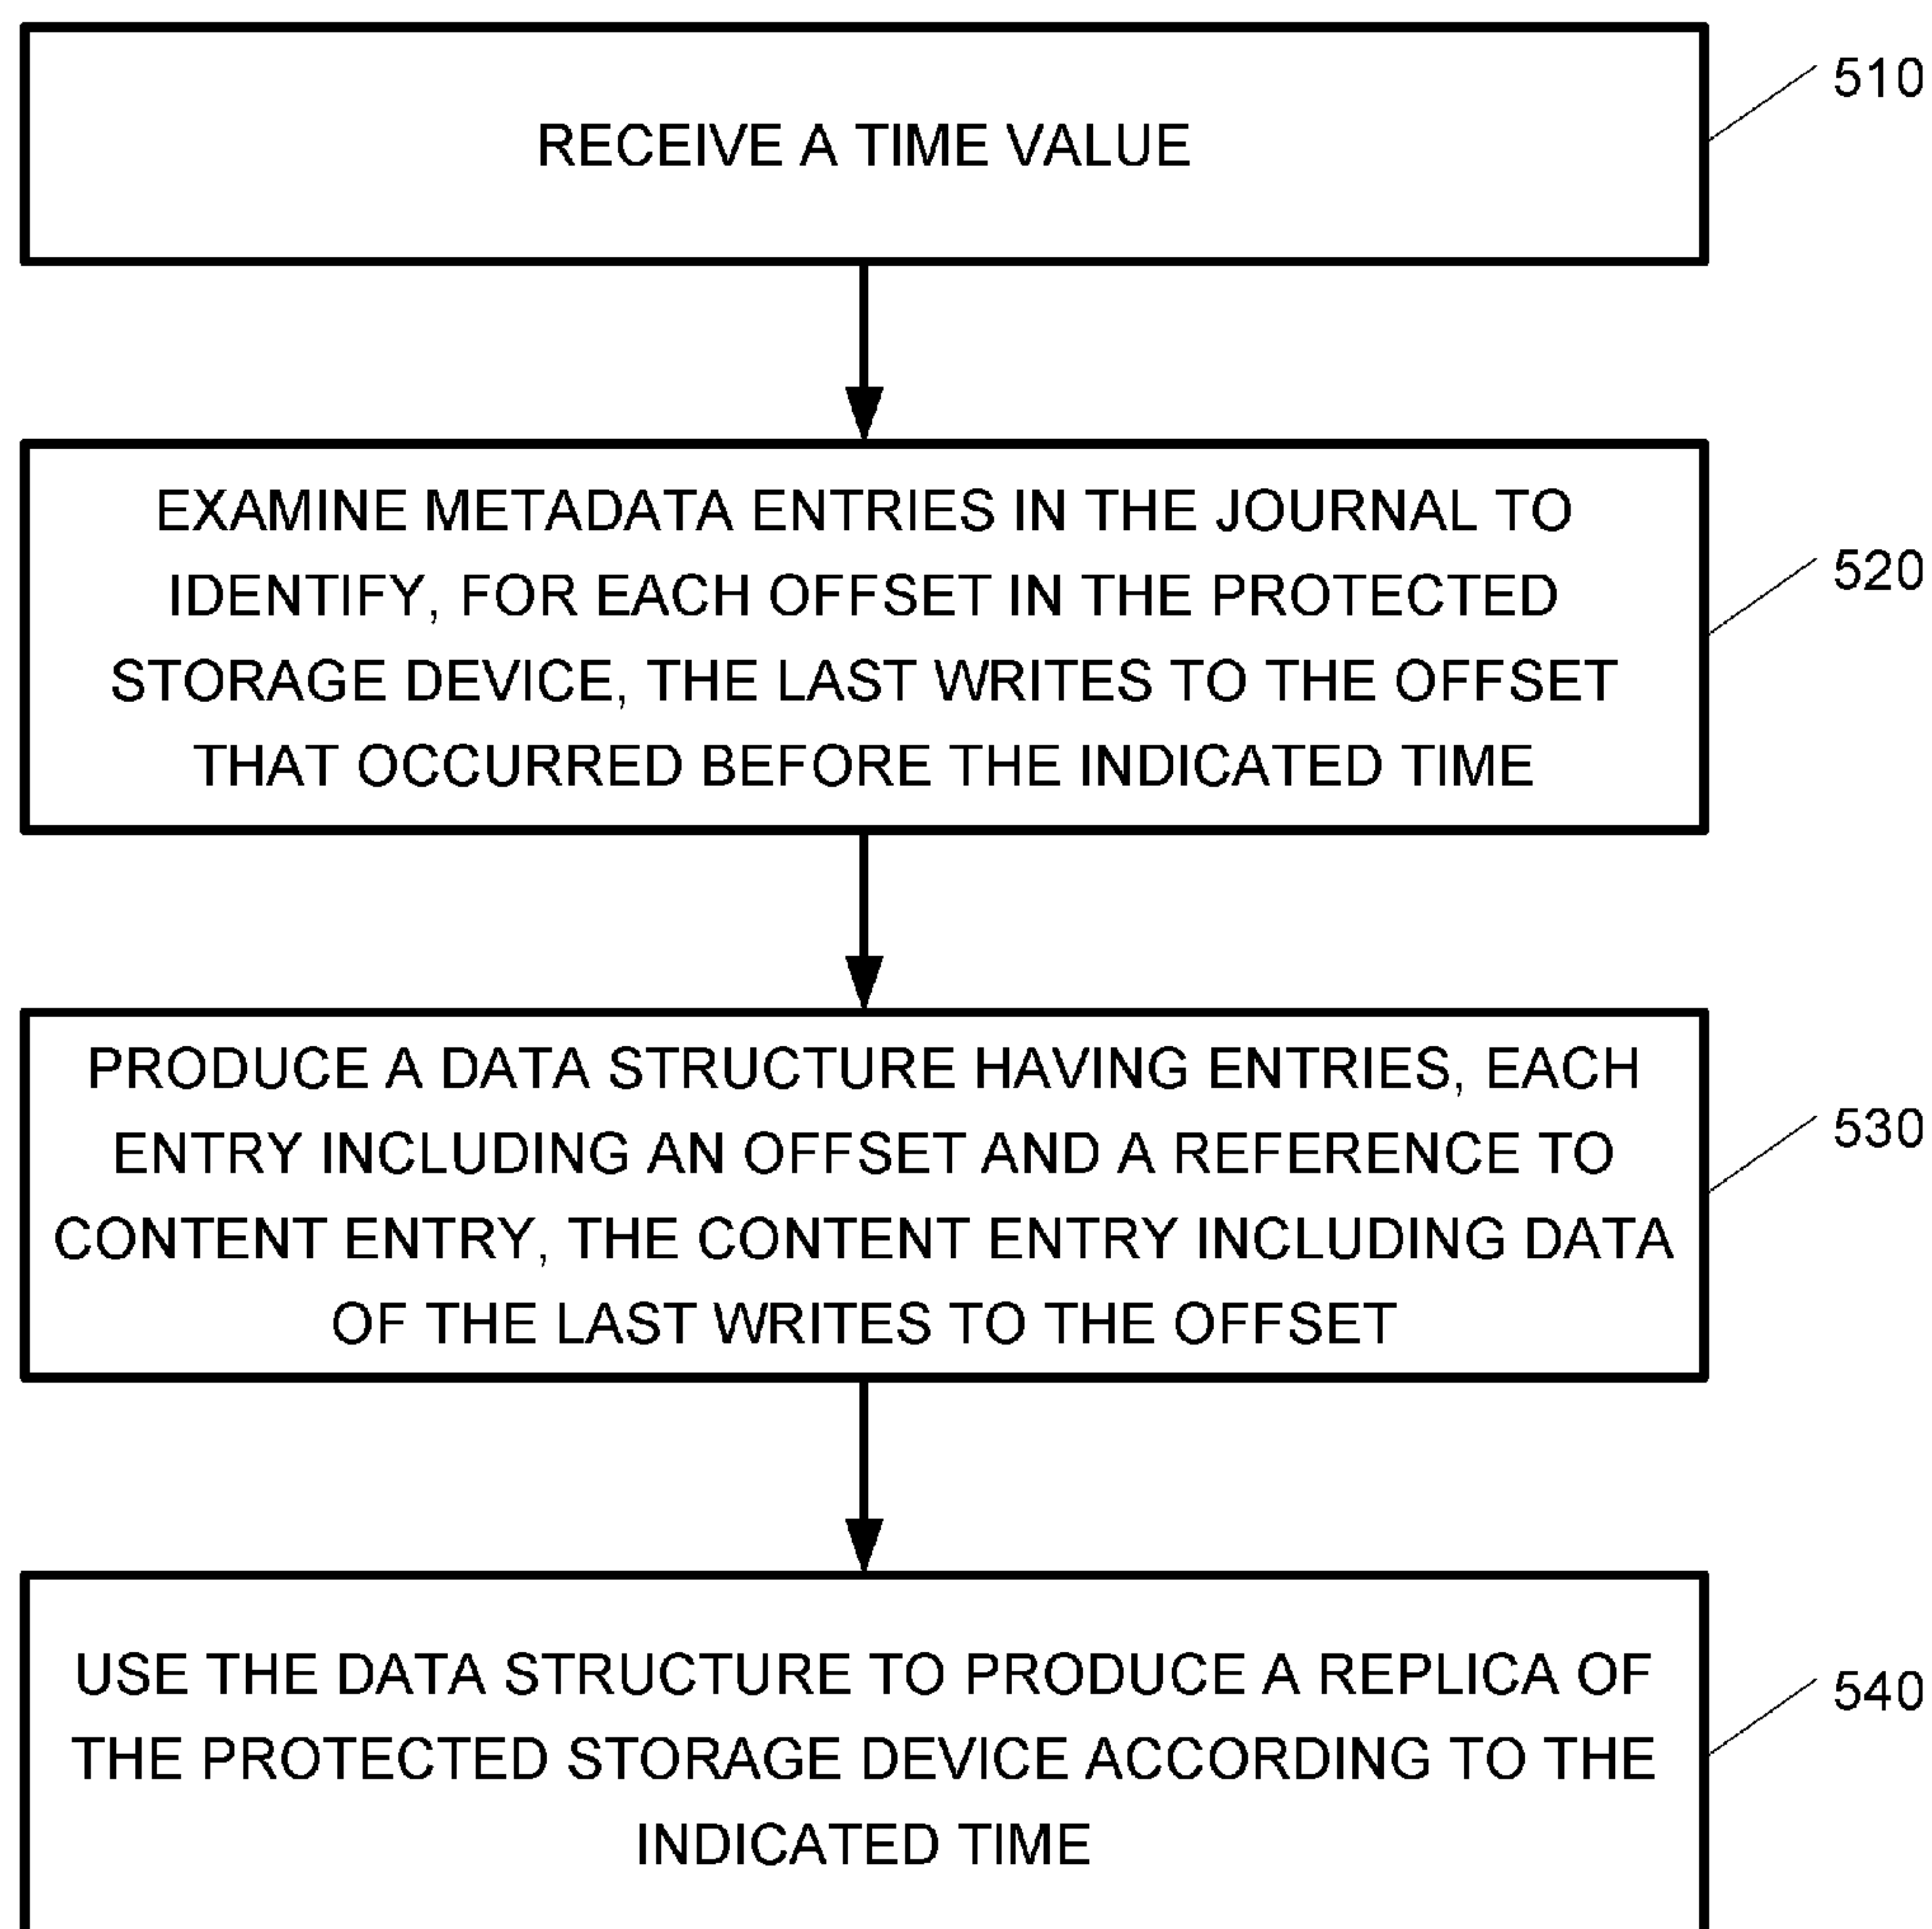 RECEIVE A TIME VALUE
510
EXAMINE METADATA ENTRIES IN THE JOURNAL TO
IDENTIFY, FOR EACH OFFSET IN THE PROTECTED
STORAGE DEVICE, THE LAST WRITES TO THE OFFSET
THAT OCCURRED BEFORE THE INDICATED TIME
520
PRODUCE A DATA STRUCTURE HAVING ENTRIES, EACH
ENTRY INCLUDING AN OFFSET AND A REFERENCE TO
CONTENT ENTRY, THE CONTENT ENTRY INCLUDING DATA
OF THE LAST WRITES TO THE OFFSET
530
USE THE DATA STRUCTURE TO PRODUCE A REPLICA OF
THE PROTECTED STORAGE DEVICE ACCORDING TO THE
INDICATED TIME
540